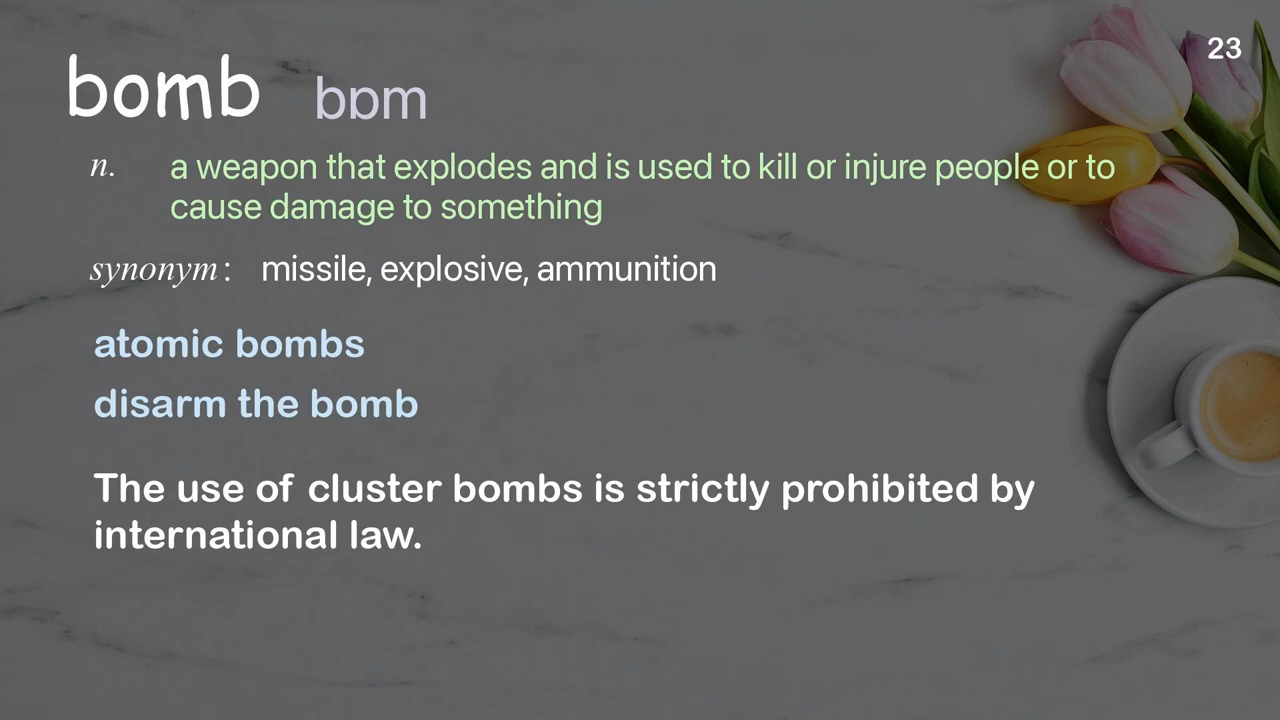 23
bomb bɒm
n. a weapon that explodes and is used to kill or injure people or to
cause damage to something
synonym: missile, explosive, ammunition
atomic bombs
disarm the bomb
The use of cluster bombs is strictly prohibited by
international law.